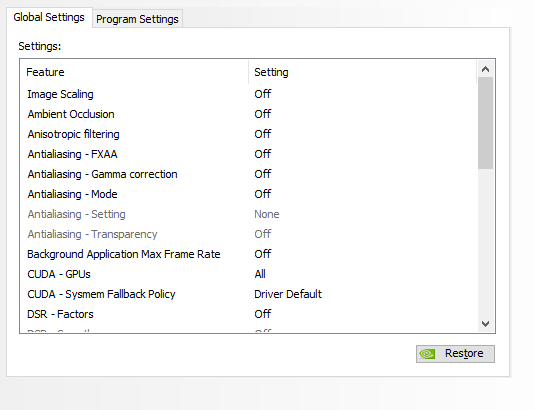 Global Settings Program Settings
Settings:
Feature Setting
Image Scaling Off
Ambient Occlusion Off
Anisotropic filtering Off
Antialiasing - FXAA Off
Antialiasing - Gamma correction Off
Antialiasing - Mode Off
Antialiasing - Setting None
Antialiasing - Transparency Off
Background Application Max Frame Rate Off
CUDA - GPUs All
CUDA - Sysmem Fallback Policy Driver Default
DSR - Factors Off
Restore